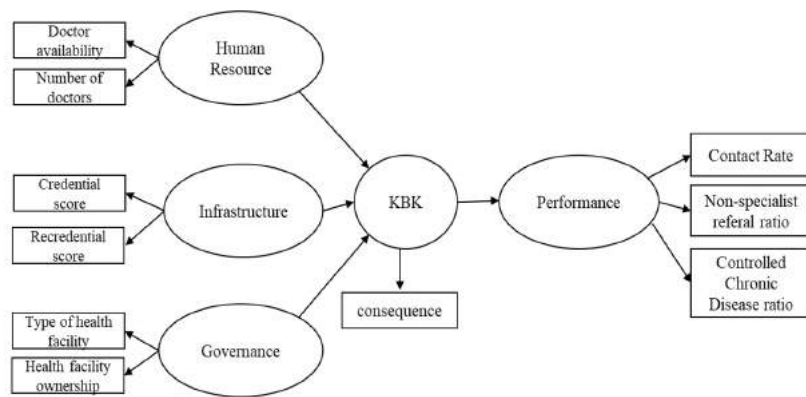 Doctor
availability
Number of
doctors
Human
Resource
Credential
score
Recredential
score
Infrastructure
Type of health
facility
Health facility
ownership
Governance
KBK
consequence
Performance
Contact Rate
Non-specialist
referal ratio
Controlled
Chronic
Disease ratio